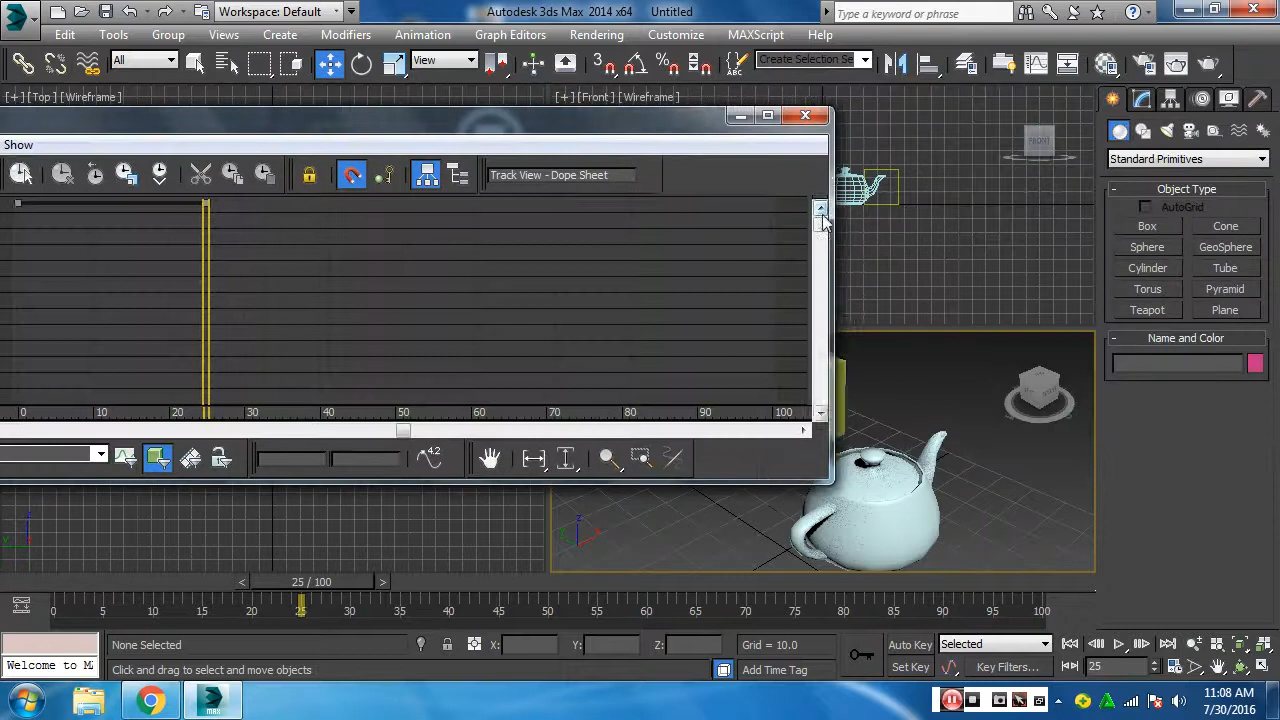 Workspace: Default
Autodesk 3ds Max 2014 x64
Untitled
Type a keyword or phrase
Edit
Tools
Group
Views
Create
Modifiers
Animation
Graph Editors
Rendering
Customize
MAXScript
Help
All
View
Create Selection Se
[+] [Top ] [Wireframe ]
[+] [Front ] [Wireframe ]
FRONT
Standard Primitives
Object Type
AutoGrid
Box
Cone
Sphere
GeoSphere
Cylinder
Tube
Torus
Pyramid
Teapot
Plane
Name and Color
Show
Track View - Dope Sheet
0 10 20 30 40 50 60 70 80 90 100
4.2
25 / 100
0 5 10 15 20 25 30 35 40 45 50 55 60 65 70 75 80 85 90 95 100
None Selected
X:
Y:
Z:
Grid = 10.0
Auto Key
Selected
Welcome to M
Click and drag to select and move objects
Add Time Tag
Set Key
Key Filters...
25
MAX
11:08 AM
7/30/2016